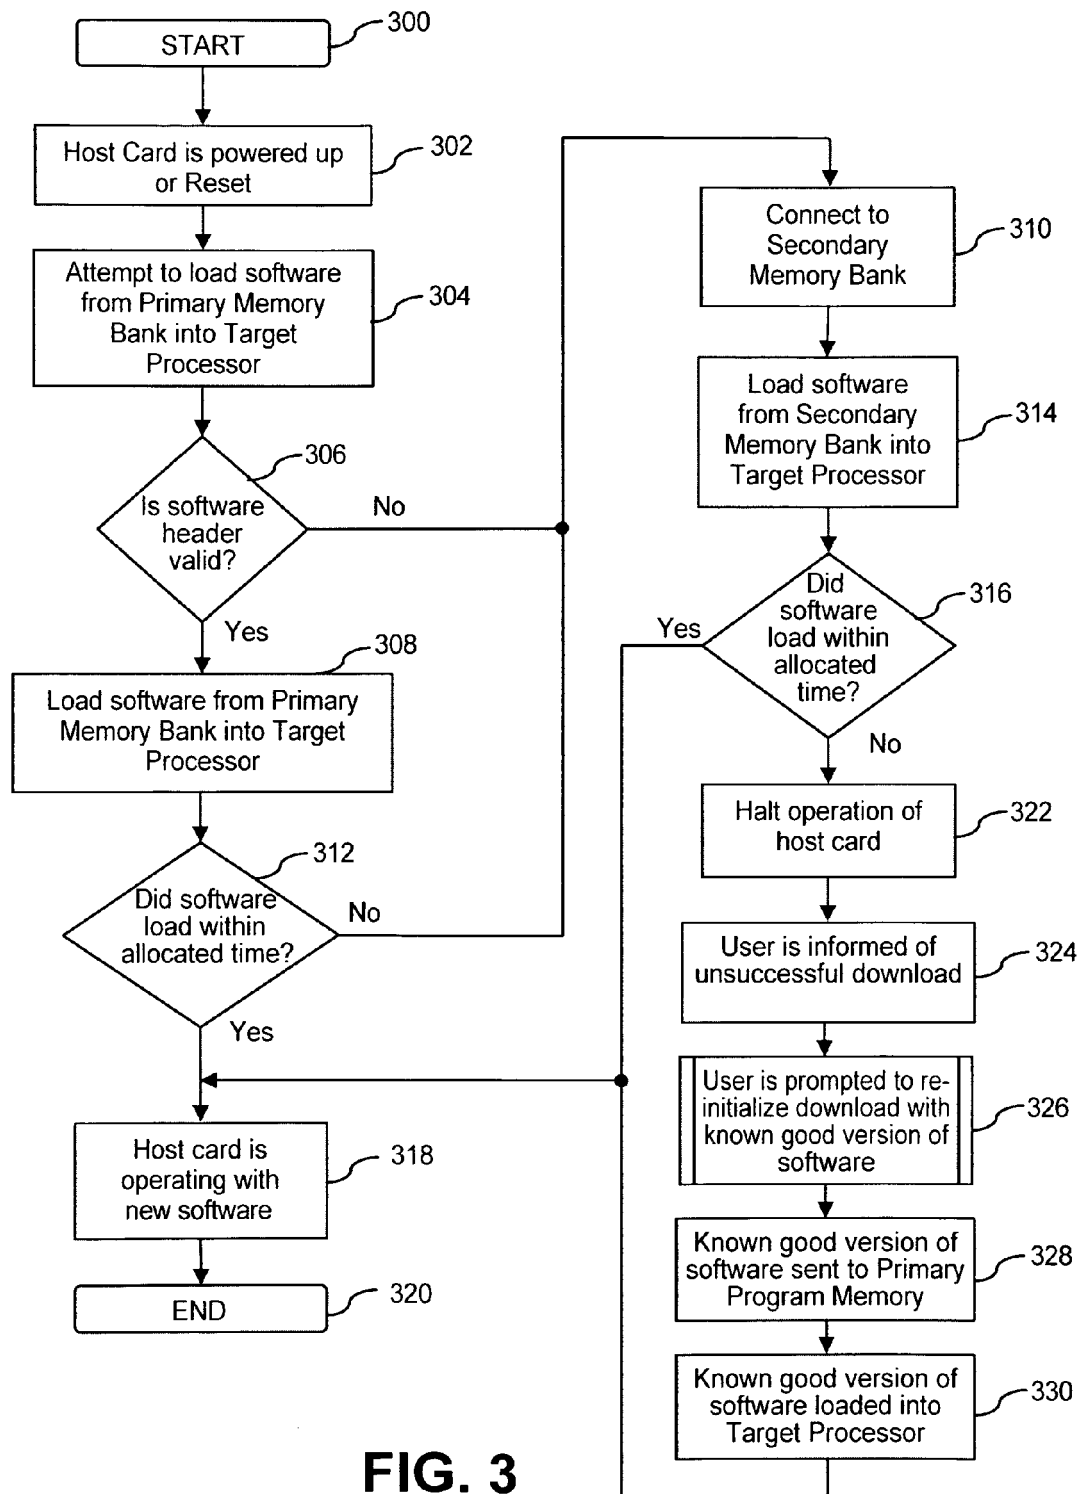 START
300
Host Card is powered up
or Reset
302
Attempt to load software
from Primary Memory
Bank into Target
Processor
304
306
Is software
header
valid?
No
Yes
308
Load software from Primary
Memory Bank into Target
Processor
312
Did software
load within
allocated time?
No
Yes
Host card is
operating with
new software
318
END
320
Connect to
Secondary
Memory Bank
310
Load software
from Secondary
Memory Bank into
Target Processor
314
Did
software
load within
allocated
time?
316
Yes
No
Halt operation of
host card
322
User is informed of
unsuccessful download
324
User is prompted to re-
initialize download with
known good version of
software
326
Known good version of
software sent to Primary
Program Memory
328
Known good version of
software loaded into
Target Processor
330
FIG. 3